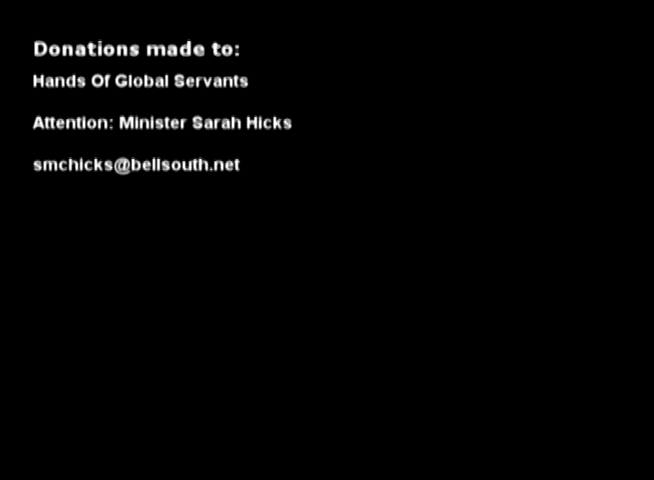 Donations made to:
Hands Of Global Servants
Attention: Minister Sarah Hicks
smchicks@bellsouth.net